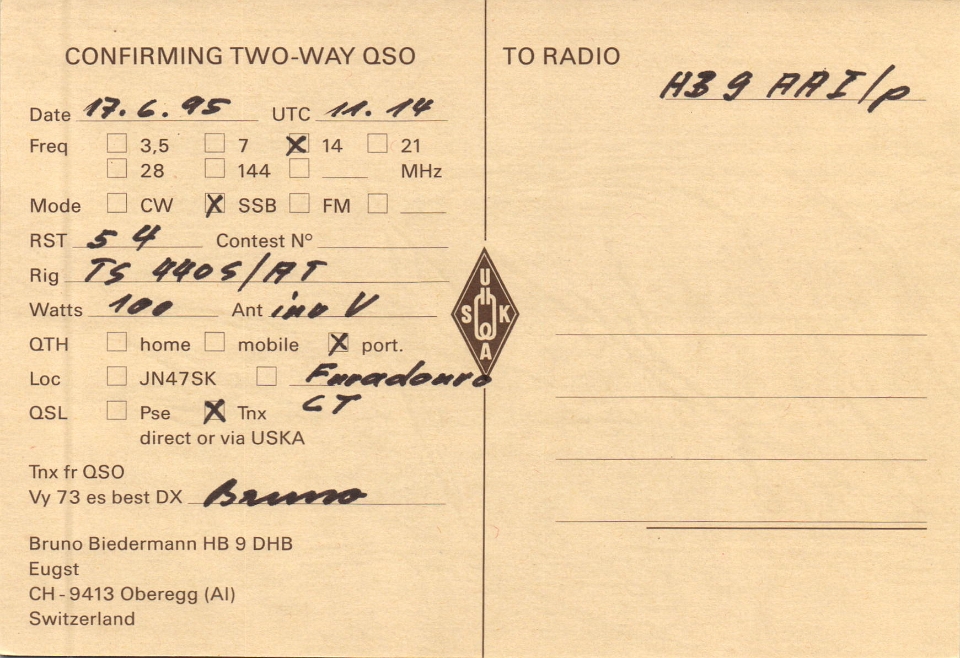 CONFIRMING TWO-WAY QSO
Date 17.6.95 UTC 11.14
Freq 3,5 7 14 21
28 144 MHz
Mode CW SSB FM
RST 5 4 Contest N°
Rig TS 440S/AT
Watts 100 Ant inv V
QTH home mobile port.
Loc JN47SK Furadouro
QSL Pse Tnx CT
direct or via USKA
Tnx fr QSO
Vy 73 es best DX Bruno
Bruno Biedermann HB 9 DHB
Eugst
CH - 9413 Oberegg (AI)
Switzerland
USKA
TO RADIO
HB 9 AAI/p